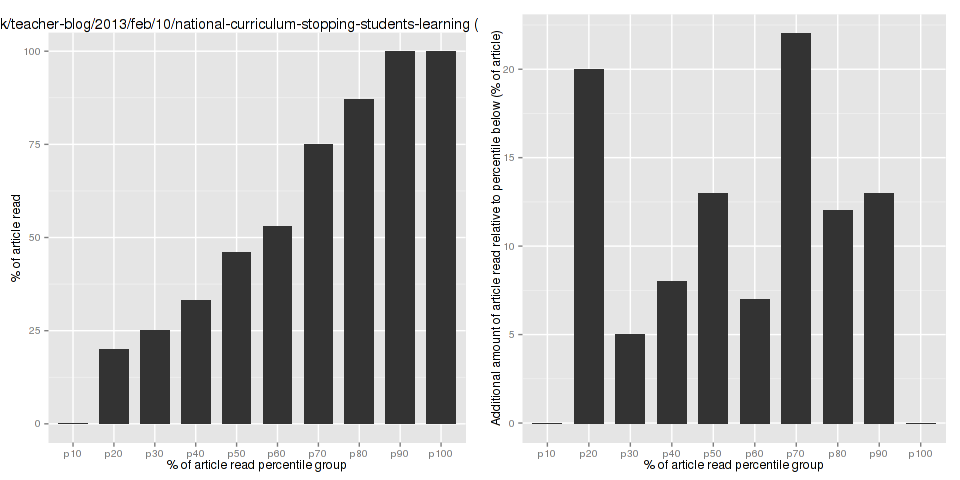 k/teacher-blog/2013/feb/10/national-curriculum-stopping-students-learning (
% of article read
100
75
50
25
0
p10 p20 p30 p40 p50 p60 p70 p80 p90 p100
% of article read percentile group
Additional amount of article read relative to percentile below (% of article)
20
15
10
5
0
p10 p20 p30 p40 p50 p60 p70 p80 p90 p100
% of article read percentile group